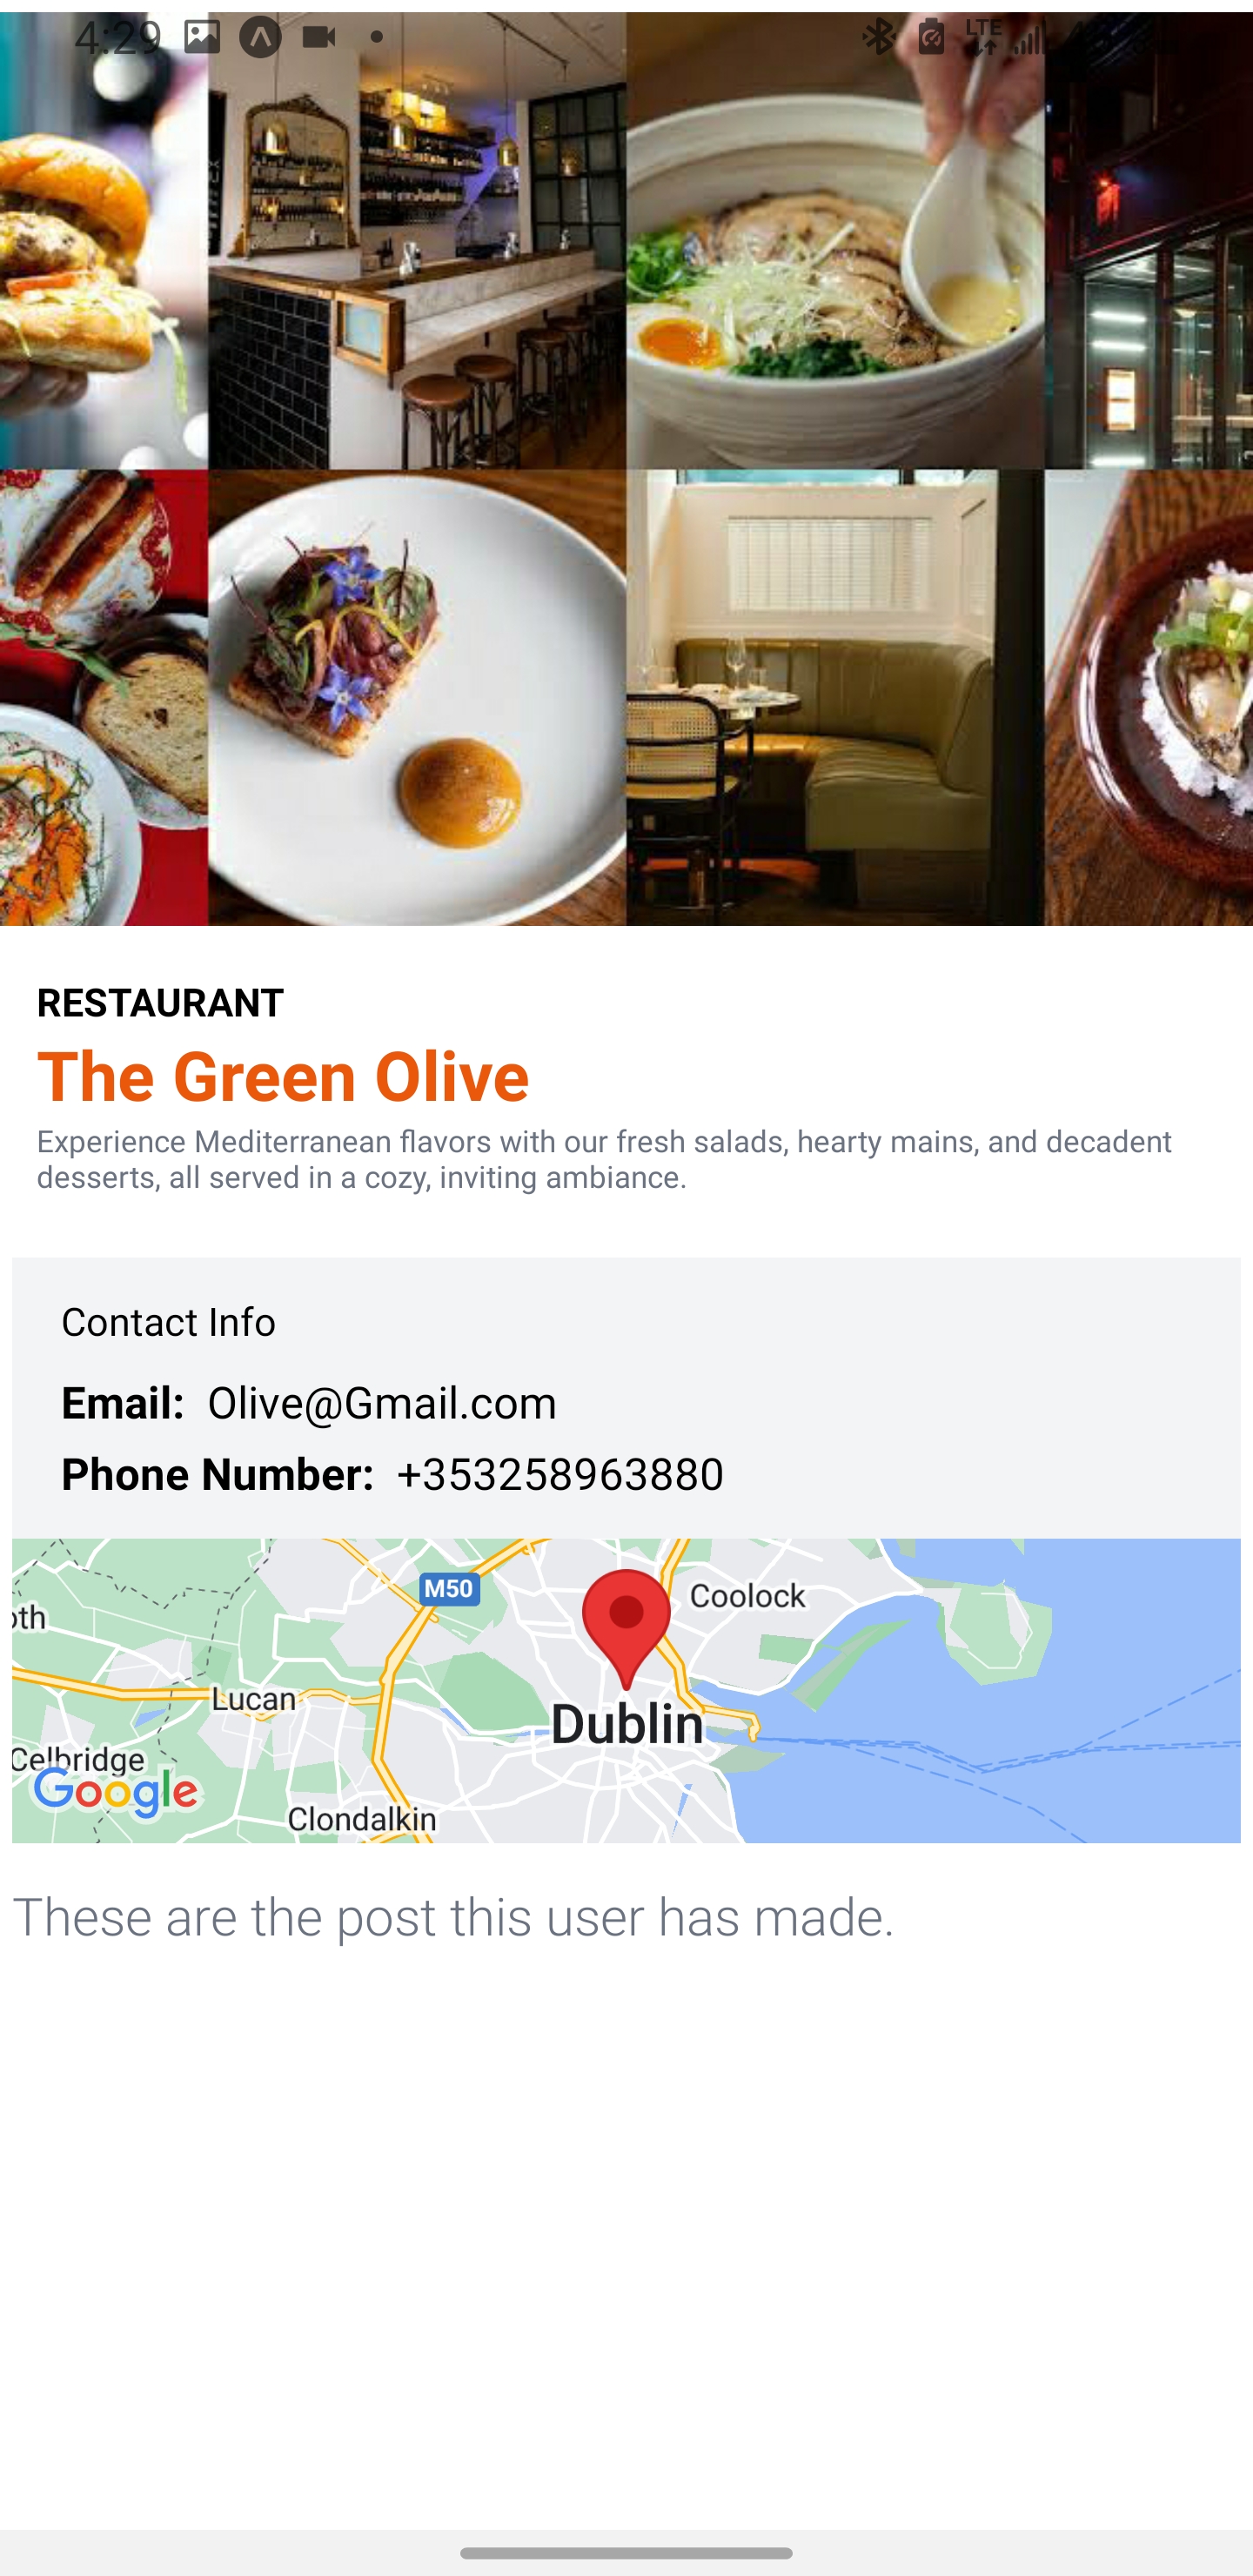 4:29
LTE
RESTAURANT
The Green Olive
Experience Mediterranean flavors with our fresh salads, hearty mains, and decadent
desserts, all served in a cozy, inviting ambiance.
Contact Info
Email: Olive@Gmail.com
Phone Number: +353258963880
M50
Coolock
oth
Lucan
Dublin
Celbridge
Google
Clondalkin
These are the post this user has made.